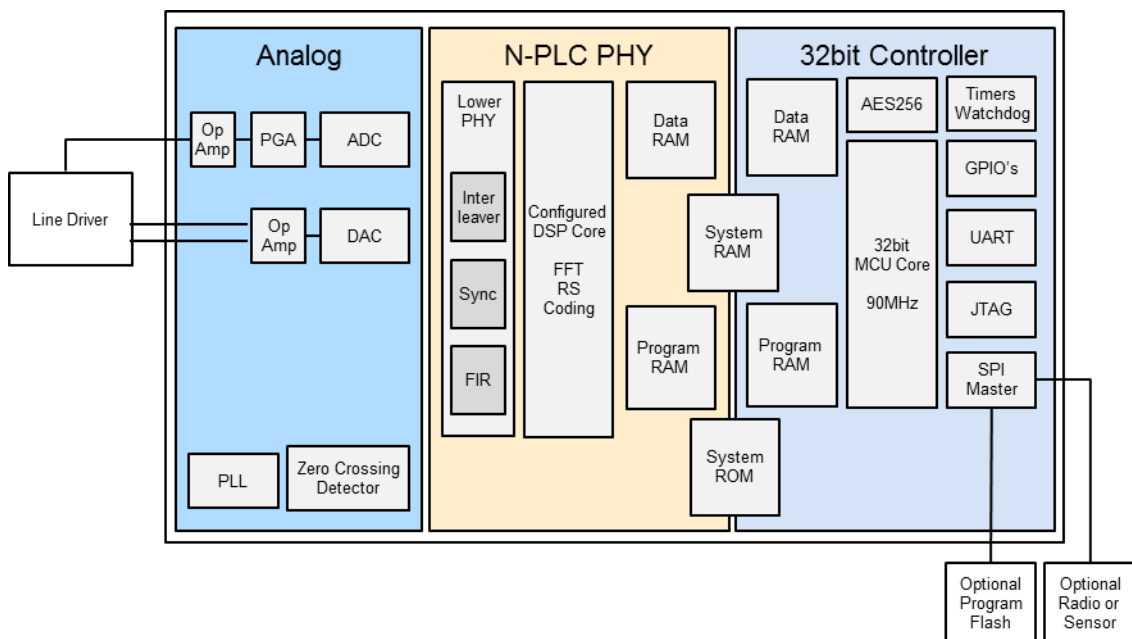 Analog
N-PLC PHY
32bit Controller
Line Driver
Op
Amp
PGA
ADC
Op
Amp
DAC
PLL
Zero Crossing
Detector
Lower
PHY
Inter
leaver
Sync
FIR
Configured
DSP Core
FFT
RS
Coding
Data
RAM
Program
RAM
System
RAM
System
ROM
Data
RAM
Program
RAM
AES256
32bit
MCU Core
90MHz
Timers
Watchdog
GPIO's
UART
JTAG
SPI
Master
Optional
Program
Flash
Optional
Radio or
Sensor